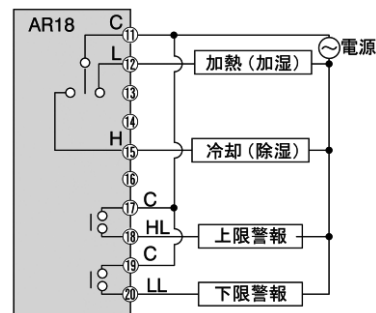 AR18
C ⑪
電源
L ⑫ 加熱（加湿）
⑬
⑭
H ⑮ 冷却（除湿）
⑯
⑰ C
⑱ HL 上限警報
⑲ C
⑳ LL 下限警報